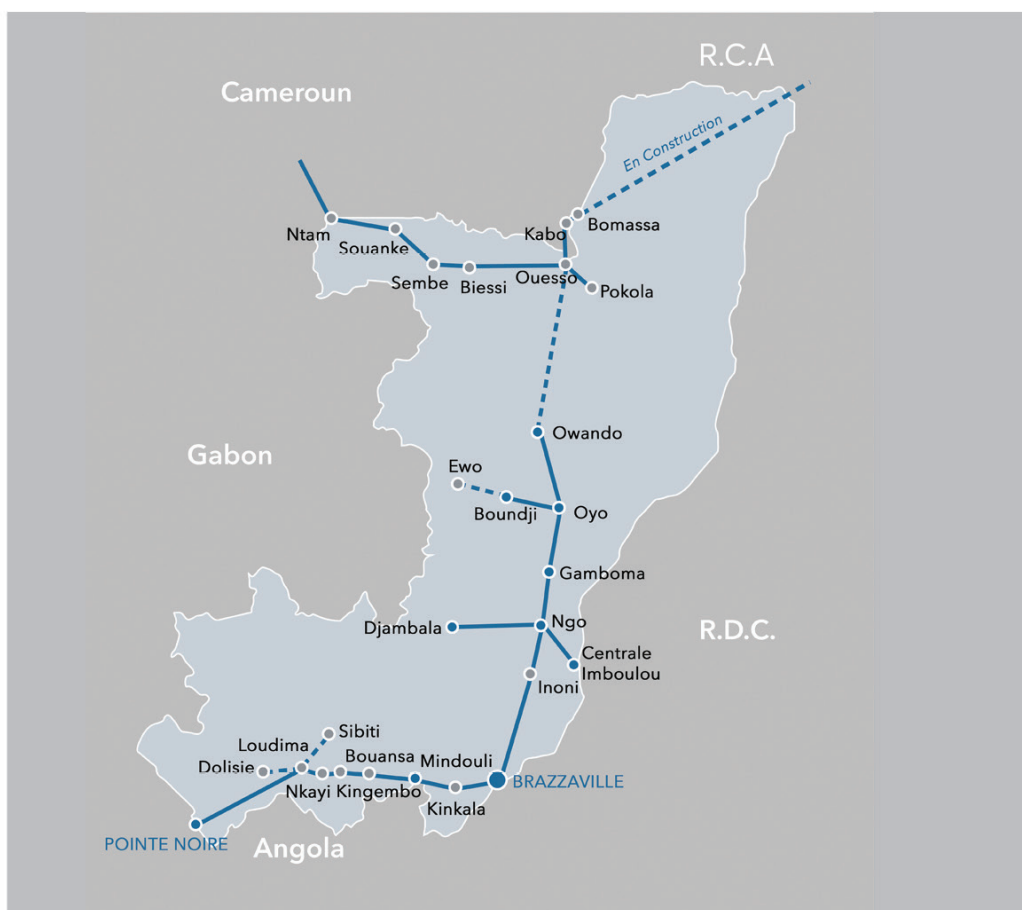 R.C.A
Cameroun
En Construction
Ntam
Souanke
Kabo
Bomassa
Sembe
Biessi
Ouesso
Pokola
Owando
Gabon
Ewo
Boundji
Oyo
Gamboma
Djambala
Ngo
R.D.C.
Centrale
Imboulou
Inoni
Sibiti
Loudima
Bouansa
Mindouli
Dolisie
BRAZZAVILLE
Nkayi
Kingembo
Kinkala
POINTE NOIRE
Angola